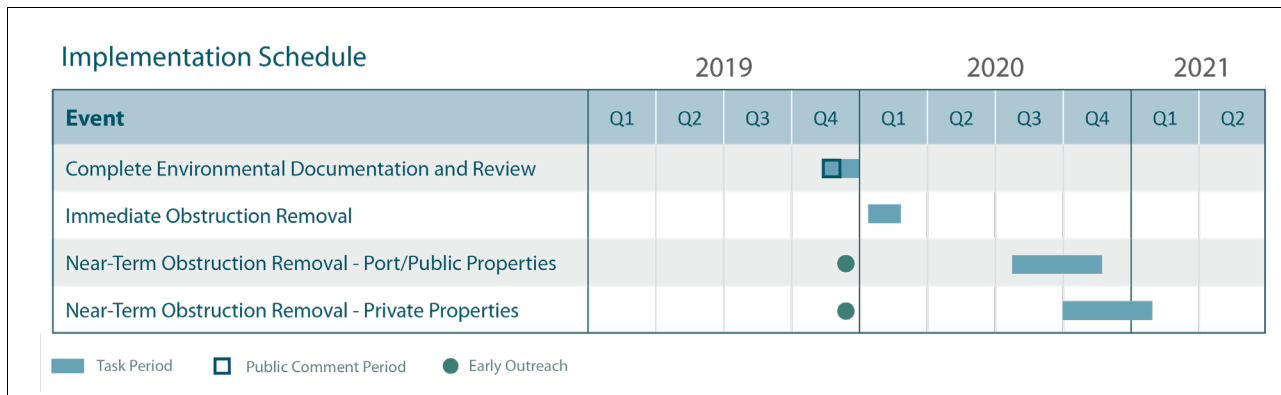 Implementation Schedule
2019 2020 2021
Event Q1 Q2 Q3 Q4 Q1 Q2 Q3 Q4 Q1 Q2
Complete Environmental Documentation and Review
Immediate Obstruction Removal
Near-Term Obstruction Removal - Port/Public Properties
Near-Term Obstruction Removal - Private Properties
Task Period Public Comment Period Early Outreach